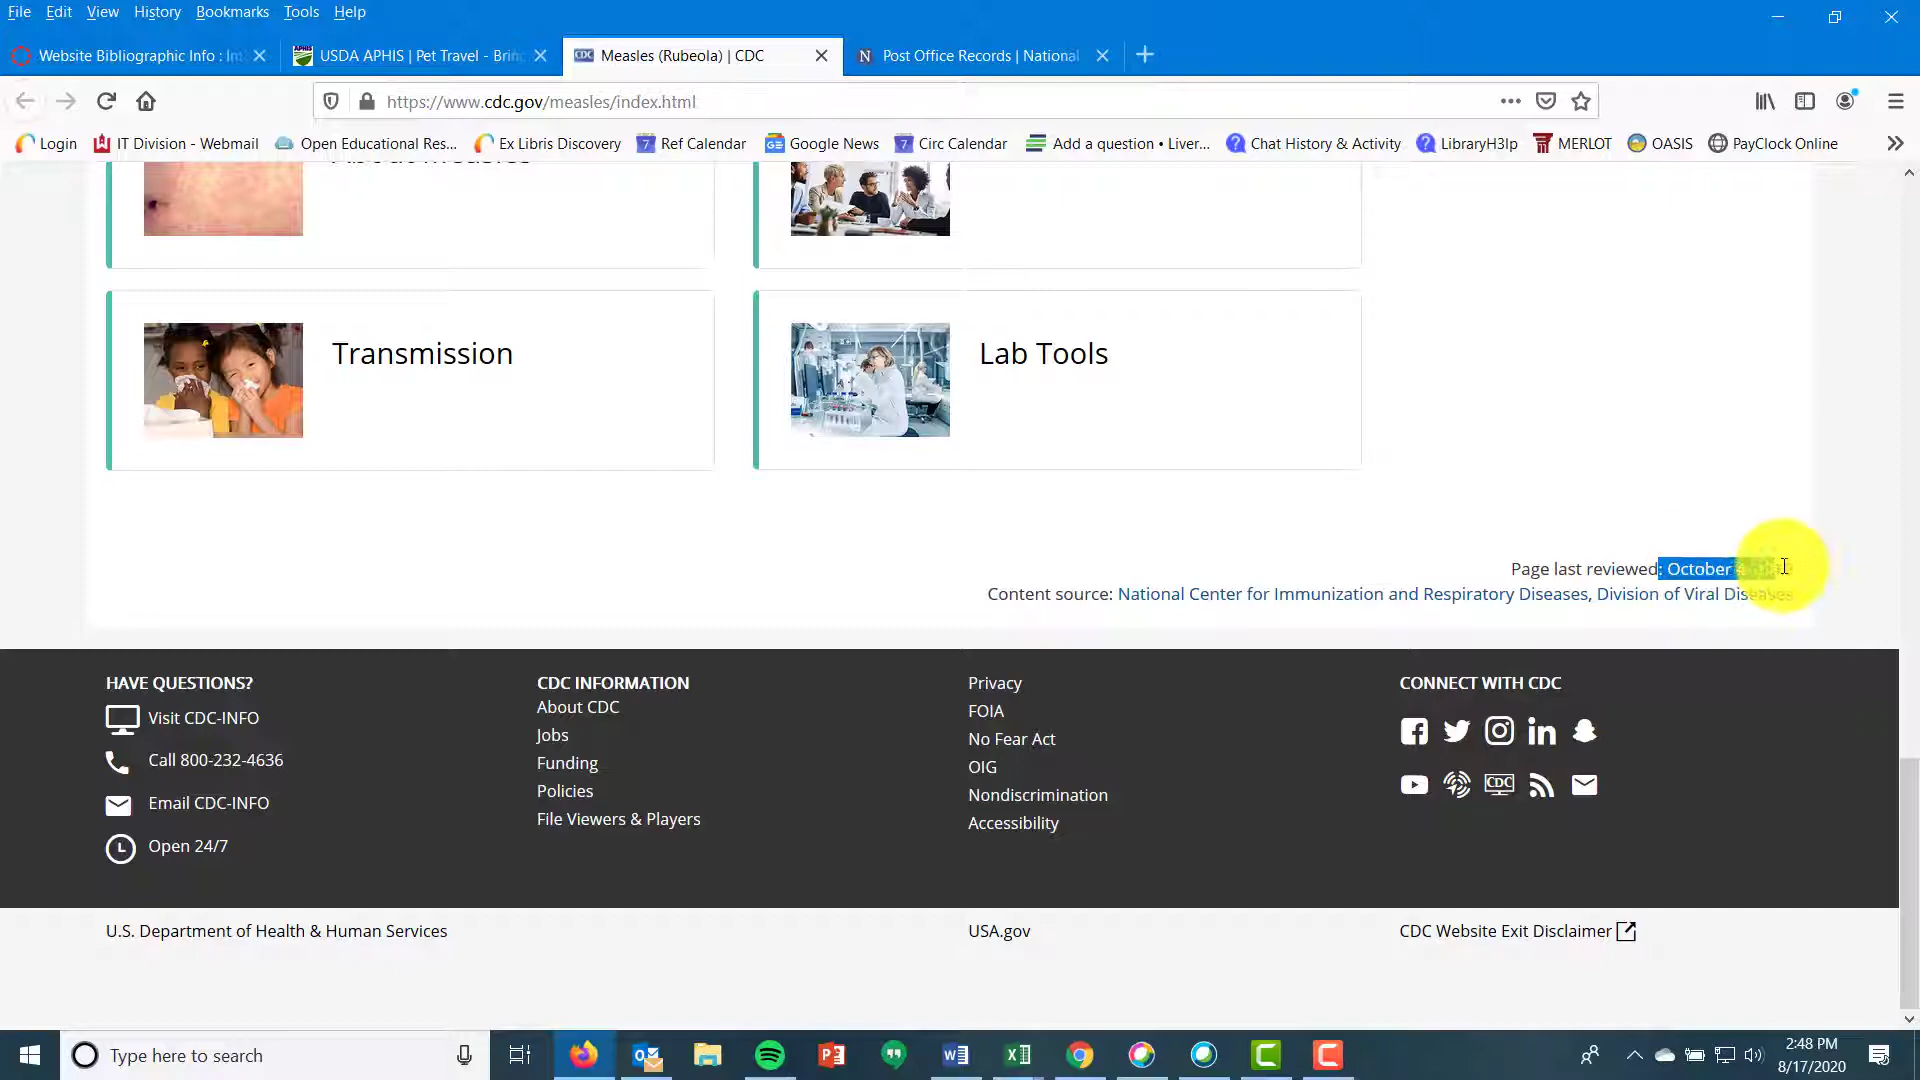 File Edit View History Bookmarks Tools Help
Website Bibliographic Info : Im
USDA APHIS | Pet Travel - Brin
Measles (Rubeola) | CDC
Post Office Records | National
https://www.cdc.gov/measles/index.html
Login
IT Division - Webmail
Open Educational Res...
Ex Libris Discovery
Ref Calendar
Google News
Circ Calendar
Add a question • Liver...
Chat History & Activity
LibraryH3lp
MERLOT
OASIS
PayClock Online
About Measles
Transmission
Lab Tools
Page last reviewed: October
Content source: National Center for Immunization and Respiratory Diseases, Division of Viral Diseases
HAVE QUESTIONS?
Visit CDC-INFO
Call 800-232-4636
Email CDC-INFO
Open 24/7
CDC INFORMATION
About CDC
Jobs
Funding
Policies
File Viewers & Players
Privacy
FOIA
No Fear Act
OIG
Nondiscrimination
Accessibility
CONNECT WITH CDC
CDC
U.S. Department of Health & Human Services
USA.gov
CDC Website Exit Disclaimer
Type here to search
2:48 PM
8/17/2020